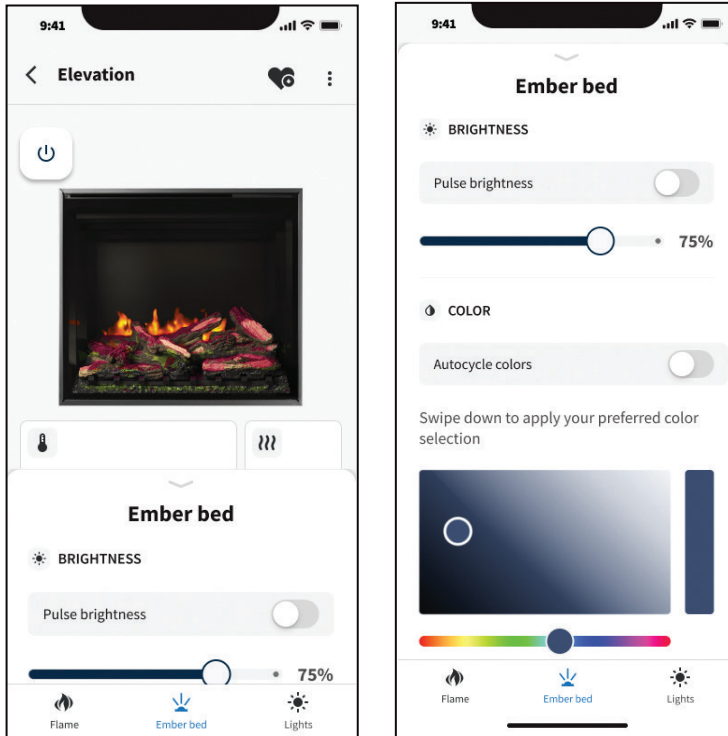 9:41
Elevation
Ember bed
BRIGHTNESS
Pulse brightness
75%
Flame
Ember bed
Lights
9:41
Ember bed
BRIGHTNESS
Pulse brightness
75%
COLOR
Autocycle colors
Swipe down to apply your preferred color
selection
Flame
Ember bed
Lights